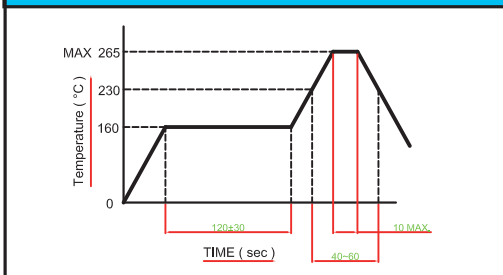 MAX 265
230
160
0
Temperature ( °C )
120±30
10 MAX.
TIME ( sec )
40~60